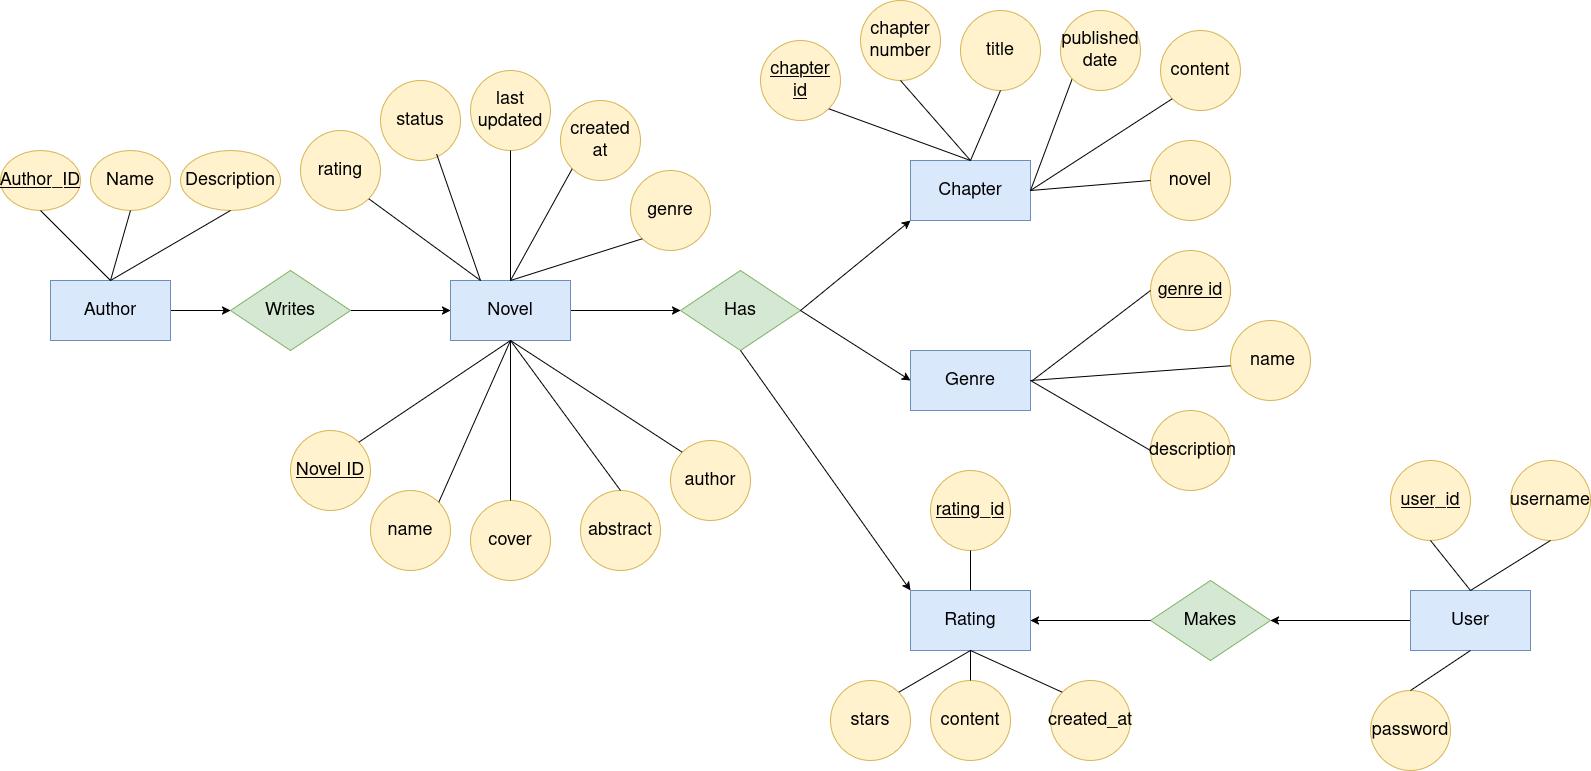 chapter
number
title
published
date
chapter
id
content
last
updated
status
created
at
rating
Author_ID
Name
Description
genre
Chapter
novel
Author
Writes
Novel
Has
genre id
name
Genre
description
Novel ID
author
name
cover
abstract
rating_id
user_id
username
Rating
Makes
User
stars
content
created_at
password